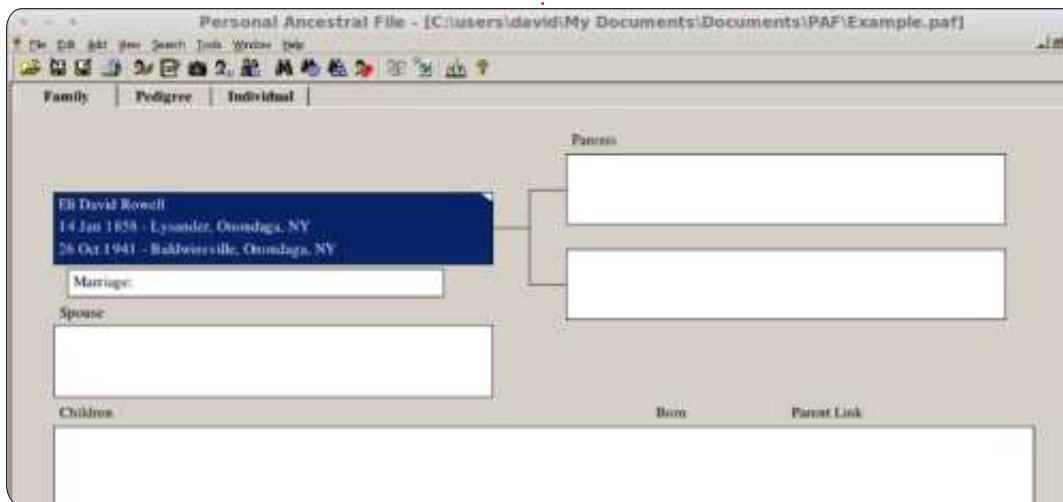 Personal Ancestral File - [C:\users\david\My Documents\Documents\PAF\Example.paf]
File Edit Add View Search Tools Window Help
Family Pedigree Individual
Parents
Eli David Rowell
14 Jan 1858 - Lysander, Onondaga, NY
26 Oct 1941 - Baldwinsville, Onondaga, NY
Marriage:
Spouse
Children Born Parent Link